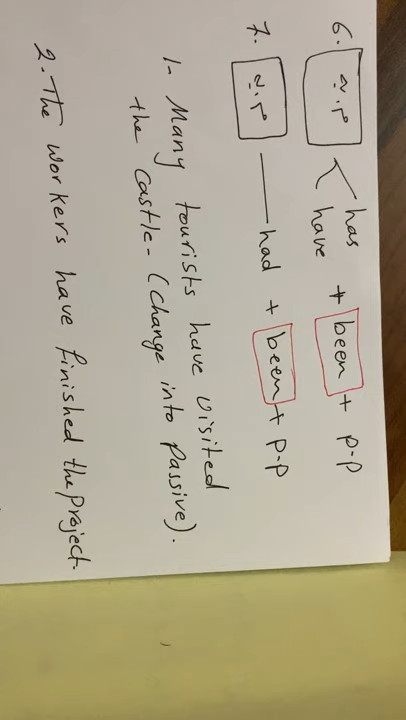 6. م.ت has have + been + p.p
7. م.ت had + been + p.p
1- Many tourists have visited
the castle- (change into passive).
2. The workers have finished the project.